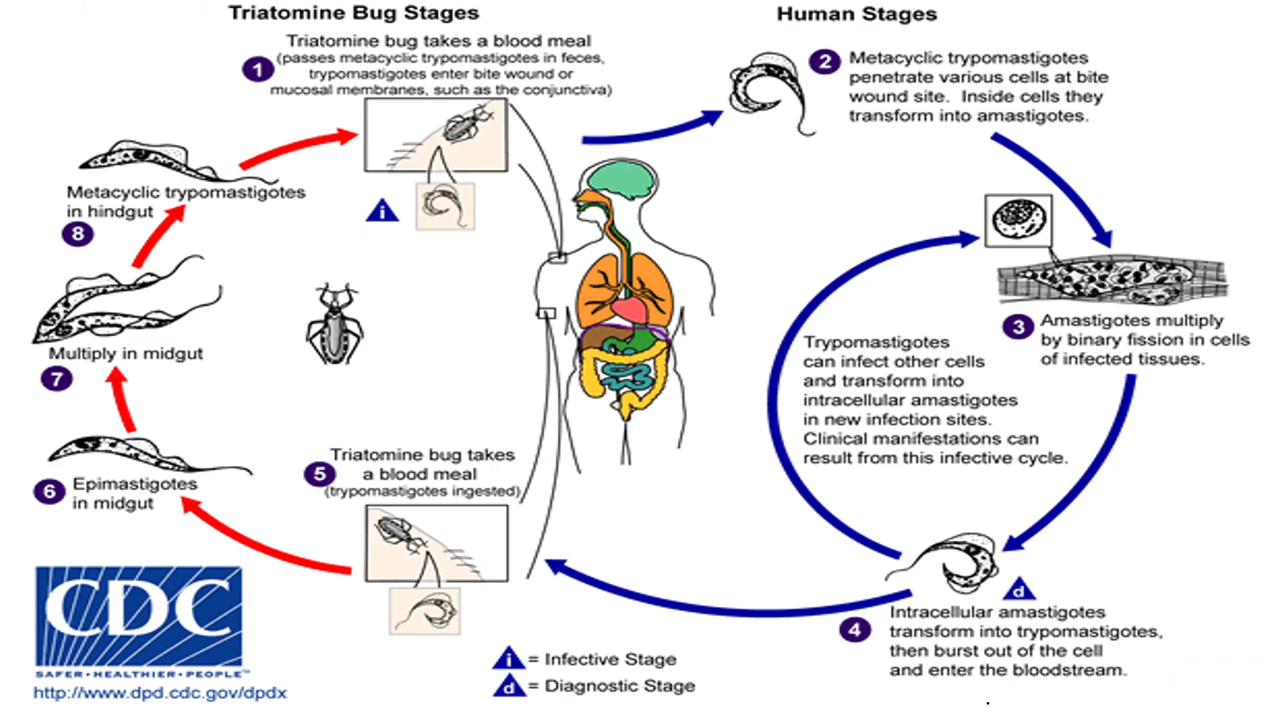 Triatomine Bug Stages
Human Stages
1
Triatomine bug takes a blood meal
(passes metacyclic trypomastigotes in feces,
trypomastigotes enter bite wound or
mucosal membranes, such as the conjunctiva)
2
Metacyclic trypomastigotes
penetrate various cells at bite
wound site. Inside cells they
transform into amastigotes.
i
Metacyclic trypomastigotes
in hindgut
8
3
Amastigotes multiply
by binary fission in cells
of infected tissues.
Trypomastigotes
can infect other cells
and transform into
intracellular amastigotes
in new infection sites.
Clinical manifestations can
result from this infective cycle.
Multiply in midgut
7
5
Triatomine bug takes
a blood meal
(trypomastigotes ingested)
6
Epimastigotes
in midgut
d
4
Intracellular amastigotes
transform into trypomastigotes,
then burst out of the cell
and enter the bloodstream.
CDC
SAFER•HEALTHIER•PEOPLE™
http://www.dpd.cdc.gov/dpdx
i = Infective Stage
d = Diagnostic Stage